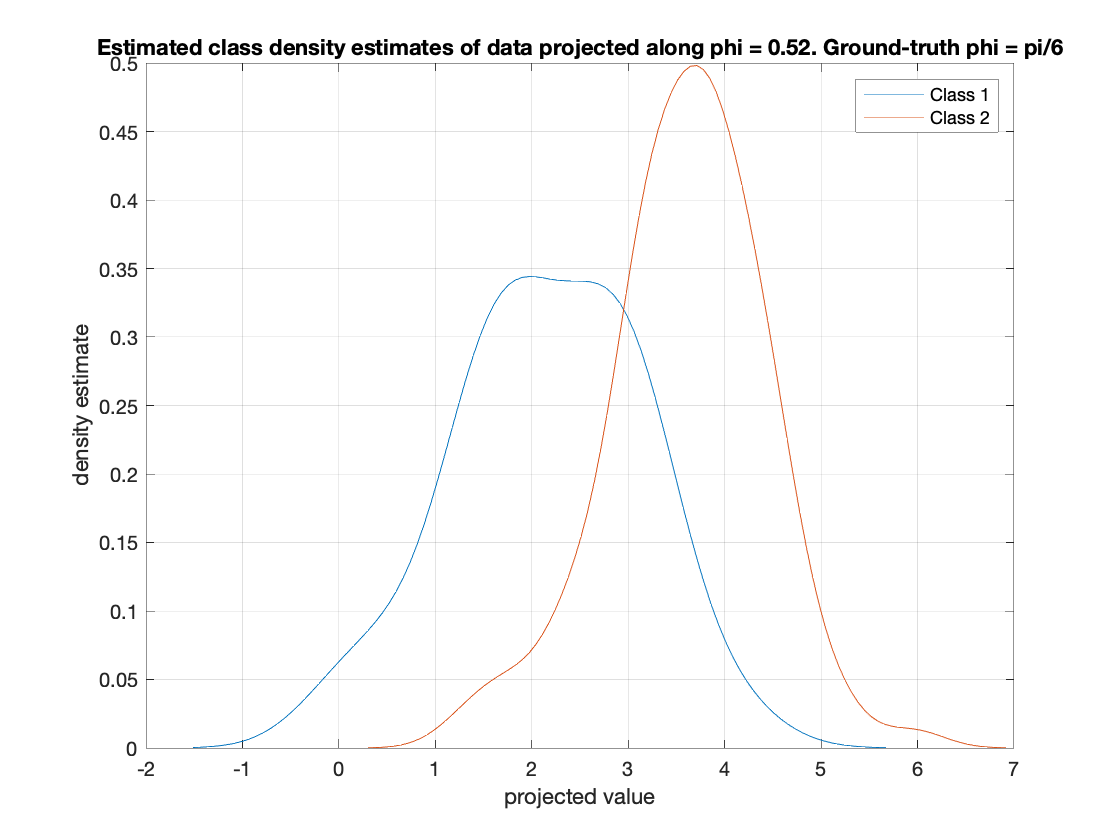 Estimated class density estimates of data projected along phi = 0.52. Ground-truth phi = pi/6
Class 1
Class 2
0.5
0.45
0.4
0.35
0.3
0.25
0.2
0.15
0.1
0.05
0
density estimate
-2 -1 0 1 2 3 4 5 6 7
projected value